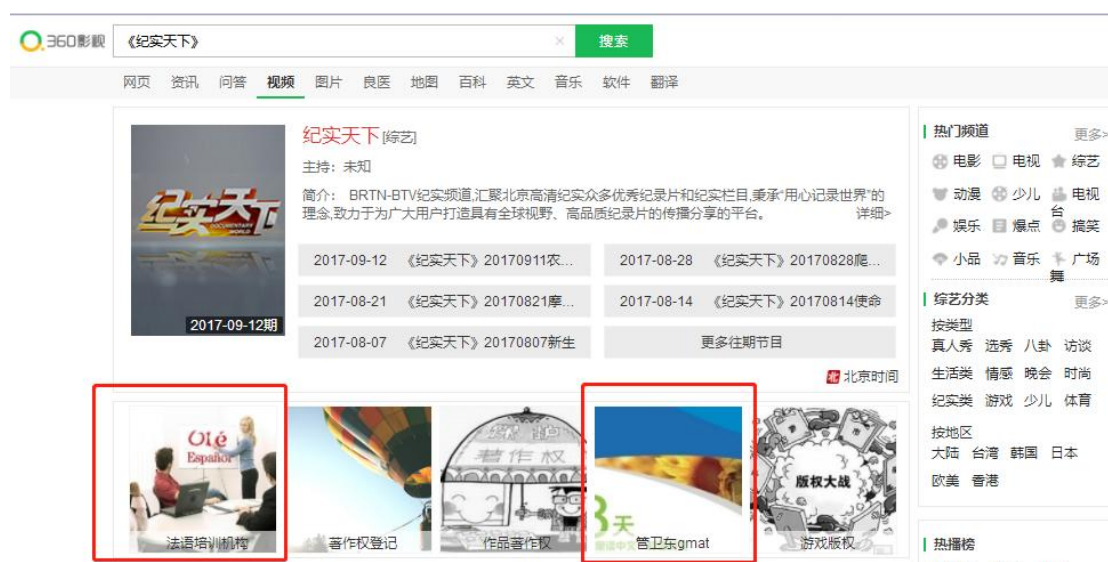 360影视
《纪实天下》
×
搜索
网页 资讯 问答 视频 图片 良医 地图 百科 英文 音乐 软件 翻译
纪实天下
DOCUMENTARY
WORLD
2017-09-12期
纪实天下[综艺]
主持：未知
简介： BRTN-BTV纪实频道,汇聚北京高清纪实众多优秀纪录片和纪实栏目,秉承“用心记录世界”的
理念,致力于为广大用户打造具有全球视野、高品质纪录片的传播分享的平台。 详细>
2017-09-12 《纪实天下》20170911农...
2017-08-28 《纪实天下》20170828爬...
2017-08-21 《纪实天下》20170821摩...
2017-08-14 《纪实天下》20170814使命
2017-08-07 《纪实天下》20170807新生
更多往期节目
北京时间
Olé
Español
法语培训机构
著作权登记
保护
著作权
作品著作权
3天
管卫东gmat
版权大战
游戏版权
热门频道 更多>
电影 电视 综艺
动漫 少儿 电视
台
娱乐 爆点 搞笑
小品 音乐 广场
舞
综艺分类 更多>
按类型
真人秀 选秀 八卦 访谈
生活类 情感 晚会 时尚
纪实类 游戏 少儿 体育
按地区
大陆 台湾 韩国 日本
欧美 香港
热播榜